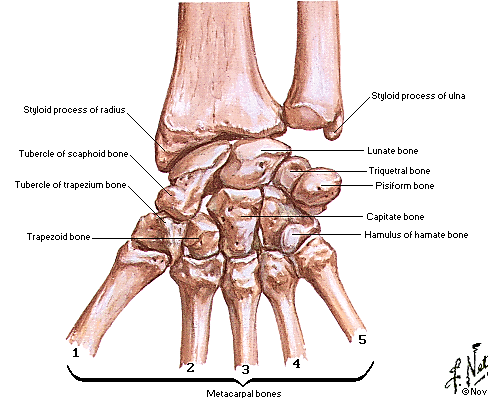 Styloid process of ulna
Styloid process of radius
Lunate bone
Tubercle of scaphoid bone
Triquetral bone
Tubercle of trapezium bone
Pisiform bone
Capitate bone
Hamulus of hamate bone
Trapezoid bone
1
2
3
4
5
Metacarpal bones
©Nov